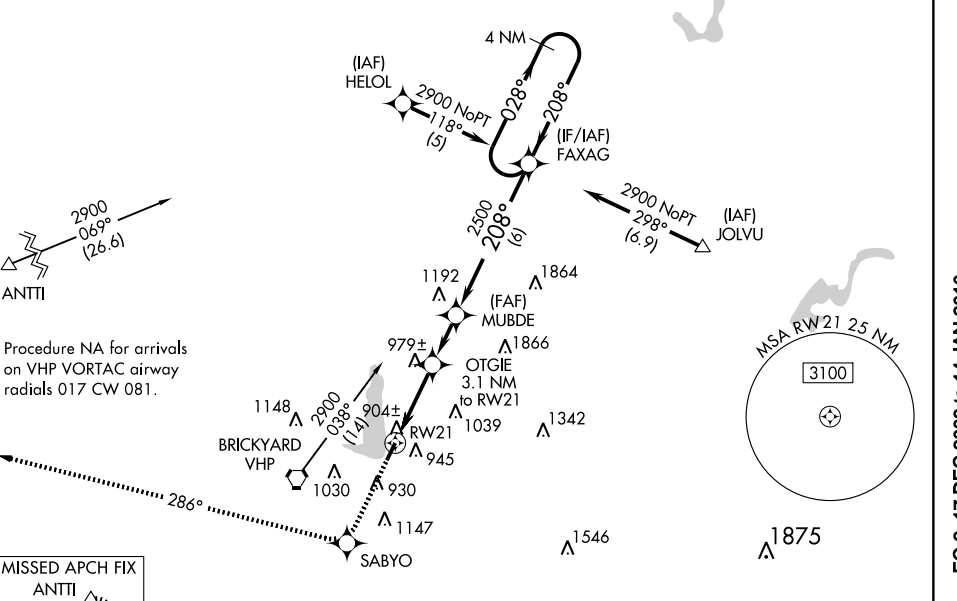 4 NM
(IAF)
HELOL
2900 NoPT
118°
(5)
028°
208°
(IF/IAF)
FAXAG
2900 NoPT
298°
(6.9)
(IAF)
JOLVU
2900
069°
(26.6)
ANTTI
2500
208°
(6)
1192
1864
(FAF)
MUBDE
Procedure NA for arrivals
on VHP VORTAC airway
radials 017 CW 081.
979±
1866
OTGIE
3.1 NM
to RW21
MSA RW21 25 NM
3100
1148
2900
038°
(14)
904±
RW21
1039
1342
BRICKYARD
VHP
945
1030
930
286°
1147
SABYO
1546
1875
MISSED APCH FIX
ANTTI